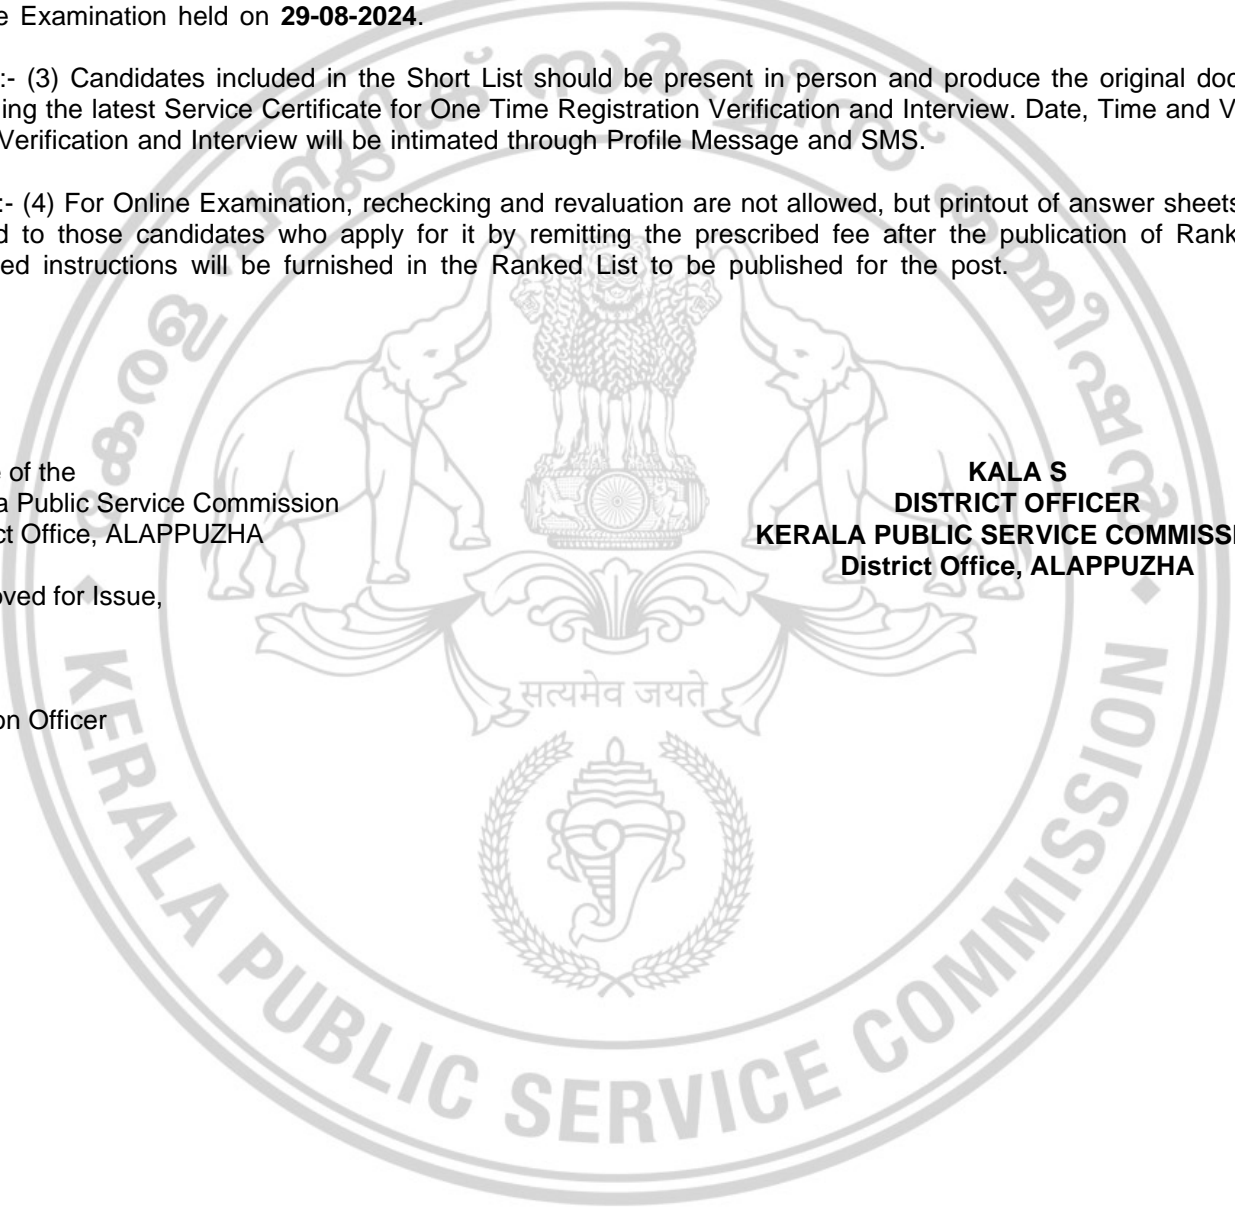 e Examination held on 29-08-2024.
:- (3) Candidates included in the Short List should be present in person and produce the original doc
ing the latest Service Certificate for One Time Registration Verification and Interview. Date, Time and V
Verification and Interview will be intimated through Profile Message and SMS.
:- (4) For Online Examination, rechecking and revaluation are not allowed, but printout of answer sheets
d to those candidates who apply for it by remitting the prescribed fee after the publication of Rank
ed instructions will be furnished in the Ranked List to be published for the post.
e of the
a Public Service Commission
ct Office, ALAPPUZHA
KALA S
DISTRICT OFFICER
KERALA PUBLIC SERVICE COMMISSI
District Office, ALAPPUZHA
oved for Issue,
on Officer
കേരള പബ്ലിക് സർവീസ് കമ്മീഷൻ
सत्यमेव जयते
KERALA PUBLIC SERVICE COMMISSION